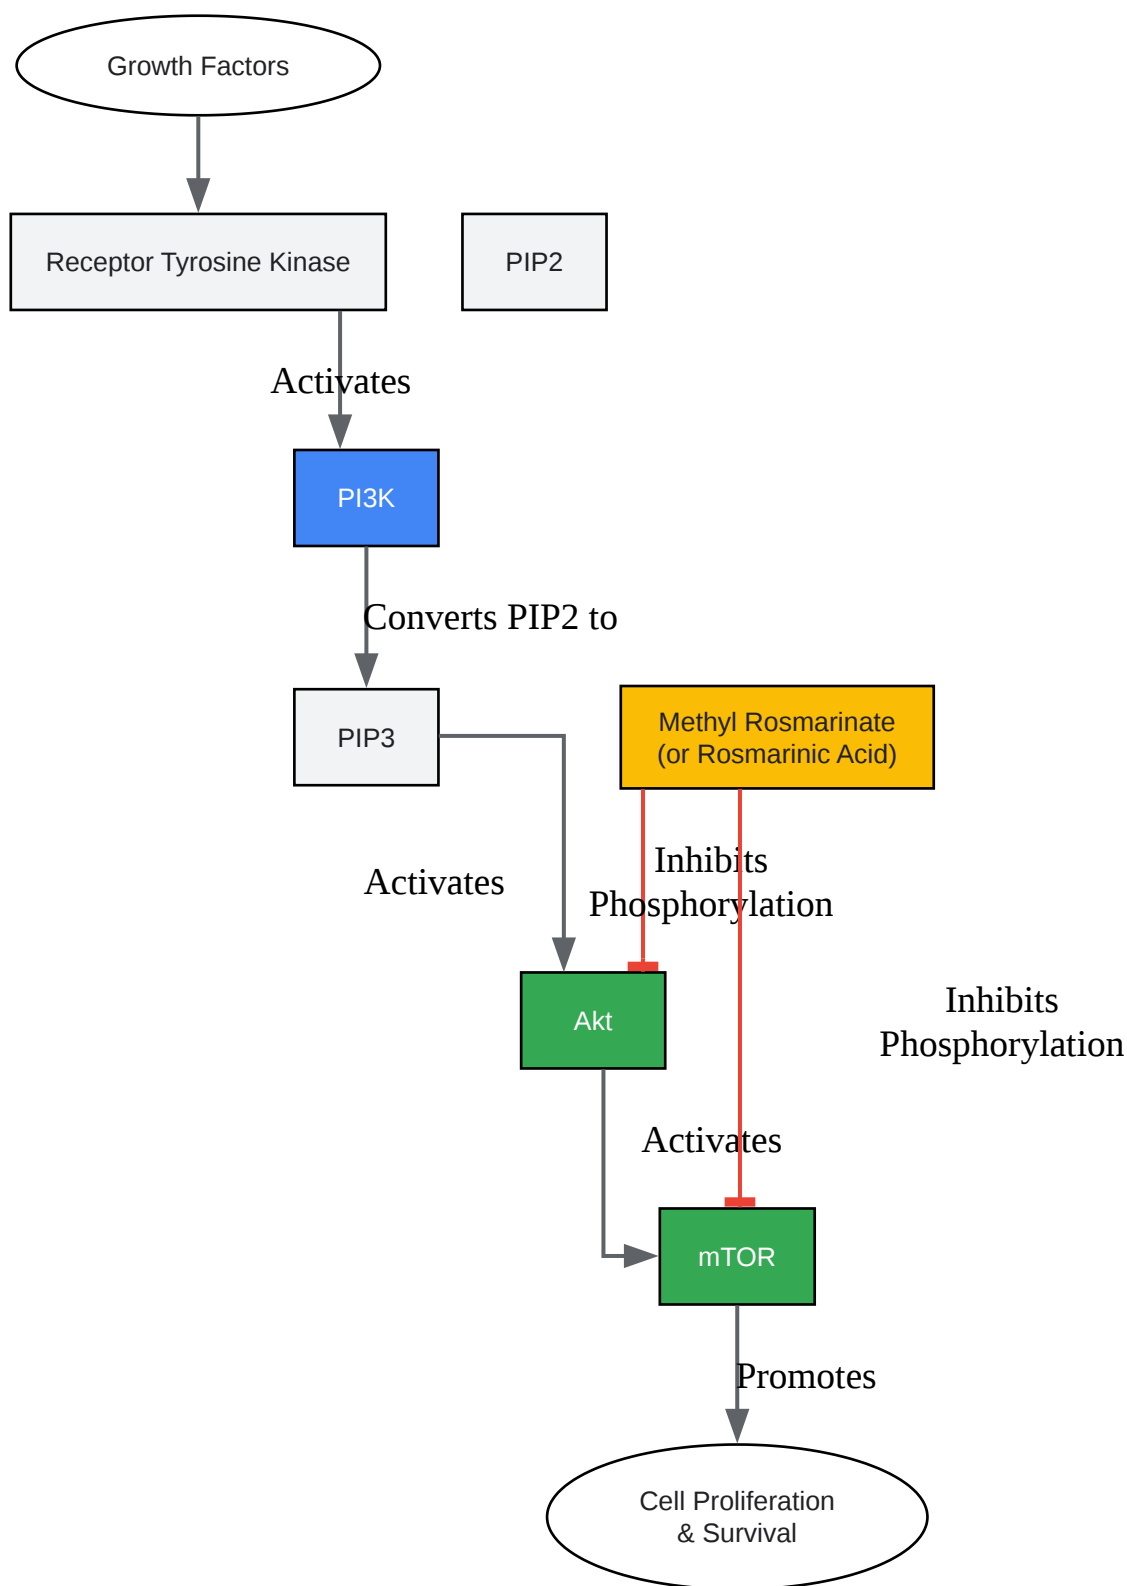 Growth Factors
Receptor Tyrosine Kinase
PIP2
Activates
PI3K
Converts PIP2 to
PIP3
Methyl Rosmarinate
(or Rosmarinic Acid)
Activates
Inhibits
Phosphorylation
Akt
Inhibits
Phosphorylation
Activates
mTOR
Promotes
Cell Proliferation
& Survival